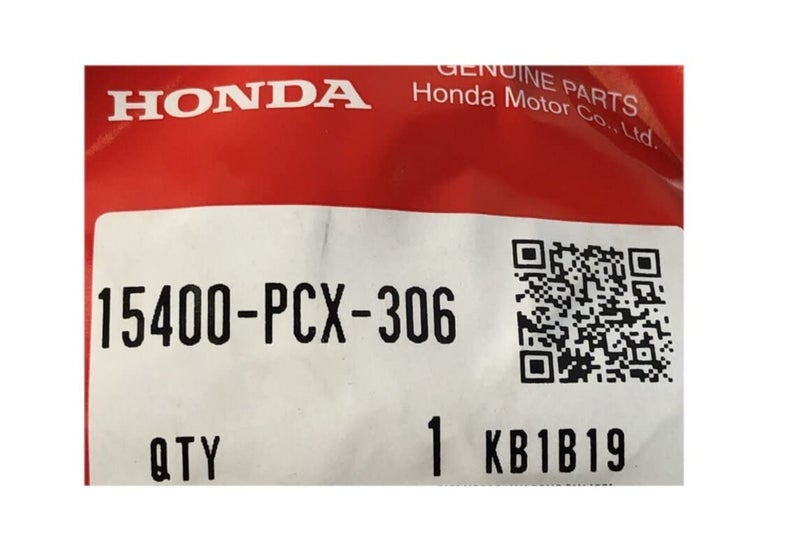 HONDA
GENUINE PARTS
Honda Motor Co., Ltd.
15400-PCX-306
QTY 1 KB1B19